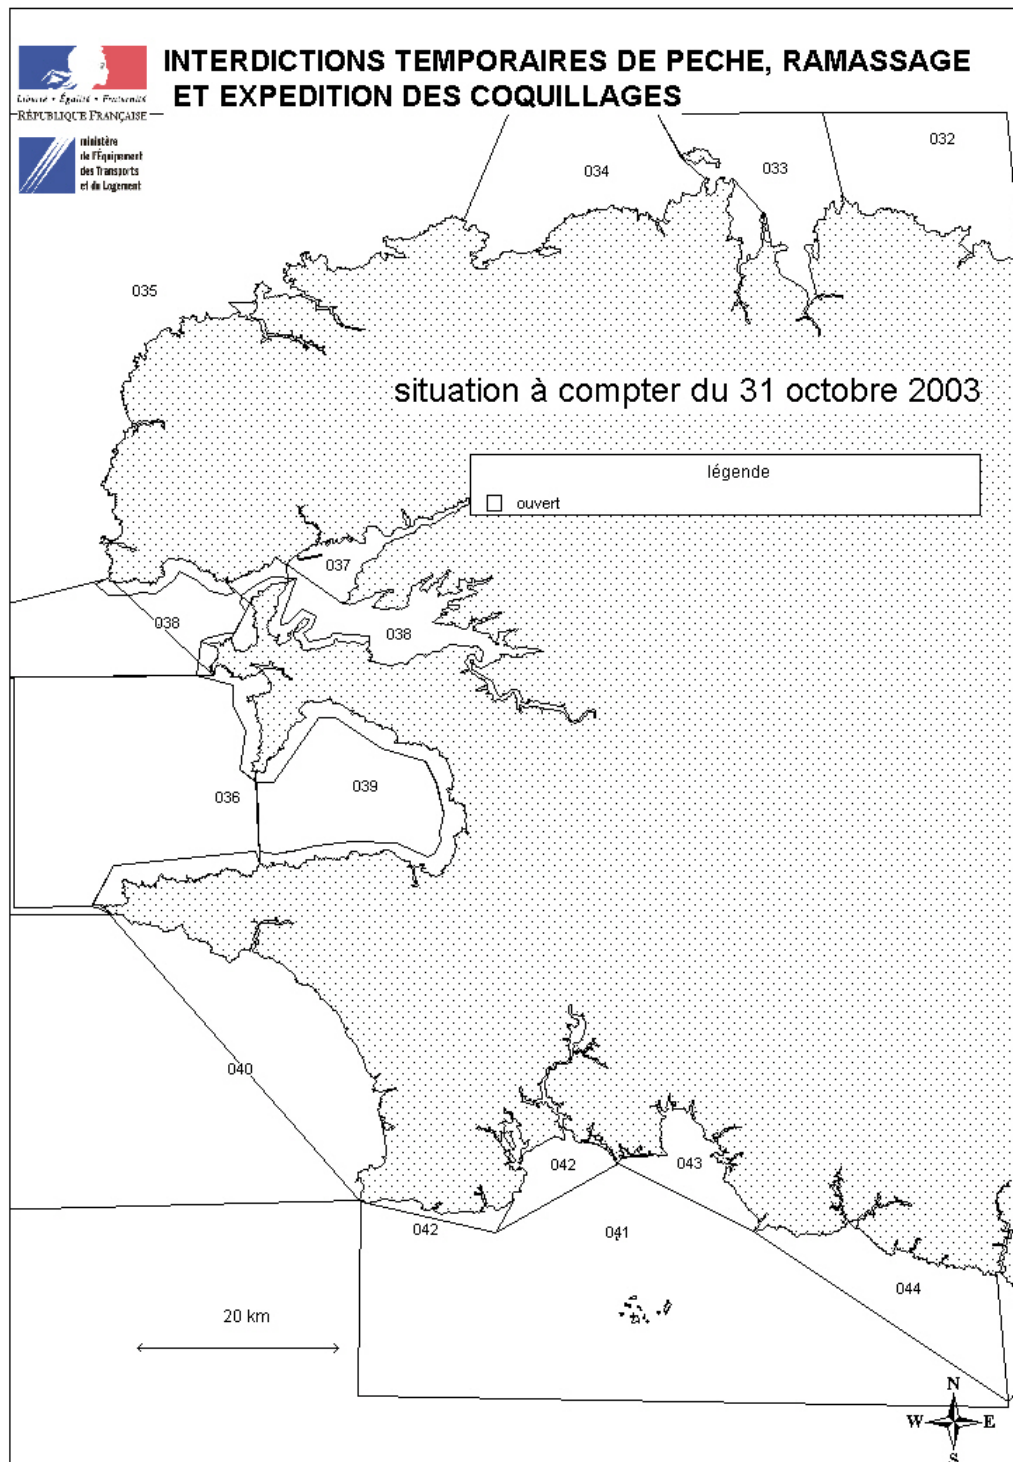 INTERDICTIONS TEMPORAIRES DE PECHE, RAMASSAGE
ET EXPEDITION DES COQUILLAGES
Liberté • Égalité • Fraternité
RÉPUBLIQUE FRANÇAISE
ministère
de l'Équipement
des Transports
et du Logement
032
034
033
035
situation à compter du 31 octobre 2003
légende
ouvert
037
038
038
036
039
040
042
043
042
041
044
20 km
N
W
E
S